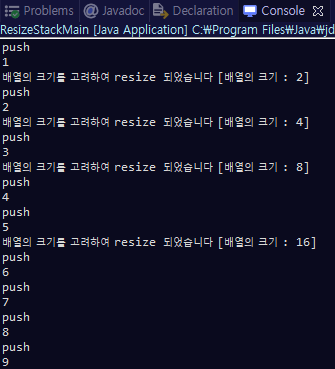 Problems @ Javadoc Declaration Console
ResizeStackMain [Java Application] C:\Program Files\Java\jd
push
1
배열의 크기를 고려하여 resize 되었습니다 [배열의 크기 : 2]
push
2
배열의 크기를 고려하여 resize 되었습니다 [배열의 크기 : 4]
push
3
배열의 크기를 고려하여 resize 되었습니다 [배열의 크기 : 8]
push
4
push
5
배열의 크기를 고려하여 resize 되었습니다 [배열의 크기 : 16]
push
6
push
7
push
8
push
9